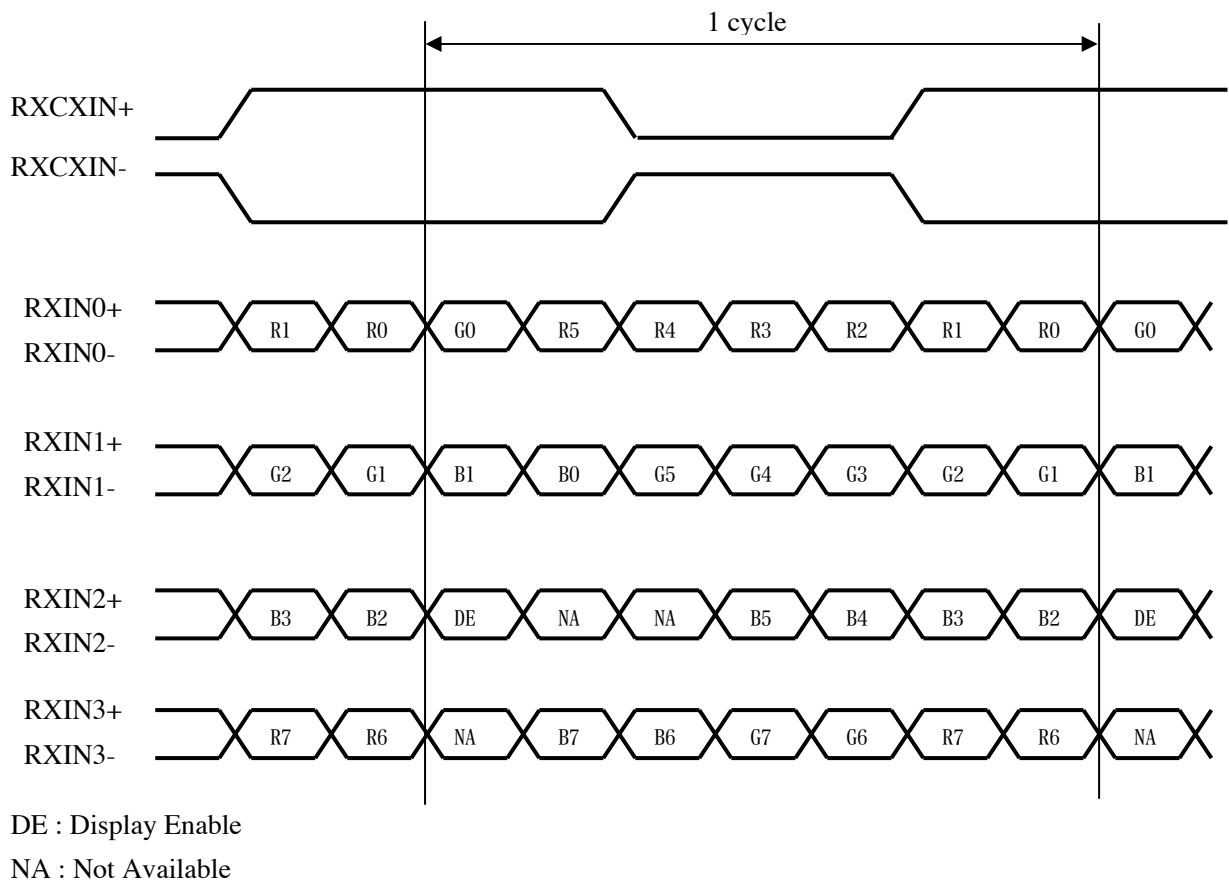 1 cycle
RXCXIN+
RXCXIN-
RXIN0+
R1 R0 G0 R5 R4 R3 R2 R1 R0 G0
RXIN0-
RXIN1+
G2 G1 B1 B0 G5 G4 G3 G2 G1 B1
RXIN1-
RXIN2+
B3 B2 DE NA NA B5 B4 B3 B2 DE
RXIN2-
RXIN3+
R7 R6 NA B7 B6 G7 G6 R7 R6 NA
RXIN3-
DE : Display Enable
NA : Not Available